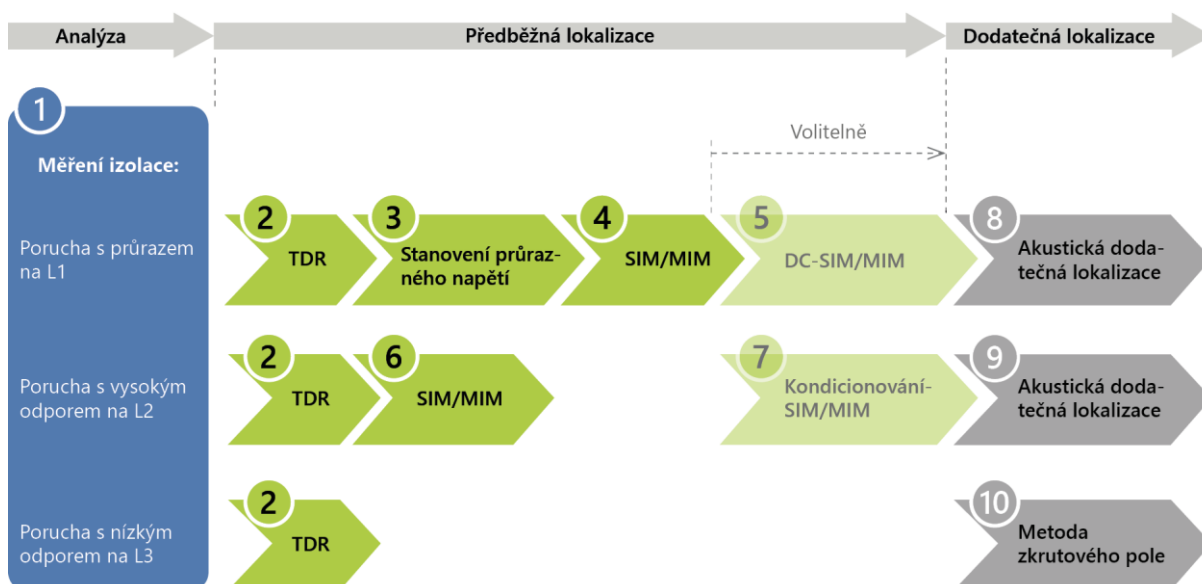 Analýza
Předběžná lokalizace
Dodatečná lokalizace
1
Měření izolace:
Volitelně
Porucha s průrazem
na L1
2
TDR
3
Stanovení průraz-
ného napětí
4
SIM/MIM
5
DC-SIM/MIM
8
Akustická doda-
tečná lokalizace
Porucha s vysokým
odporem na L2
2
TDR
6
SIM/MIM
7
Kondicionování-
SIM/MIM
9
Akustická doda-
tečná lokalizace
Porucha s nízkým
odporem na L3
2
TDR
10
Metoda
zkrutového pole